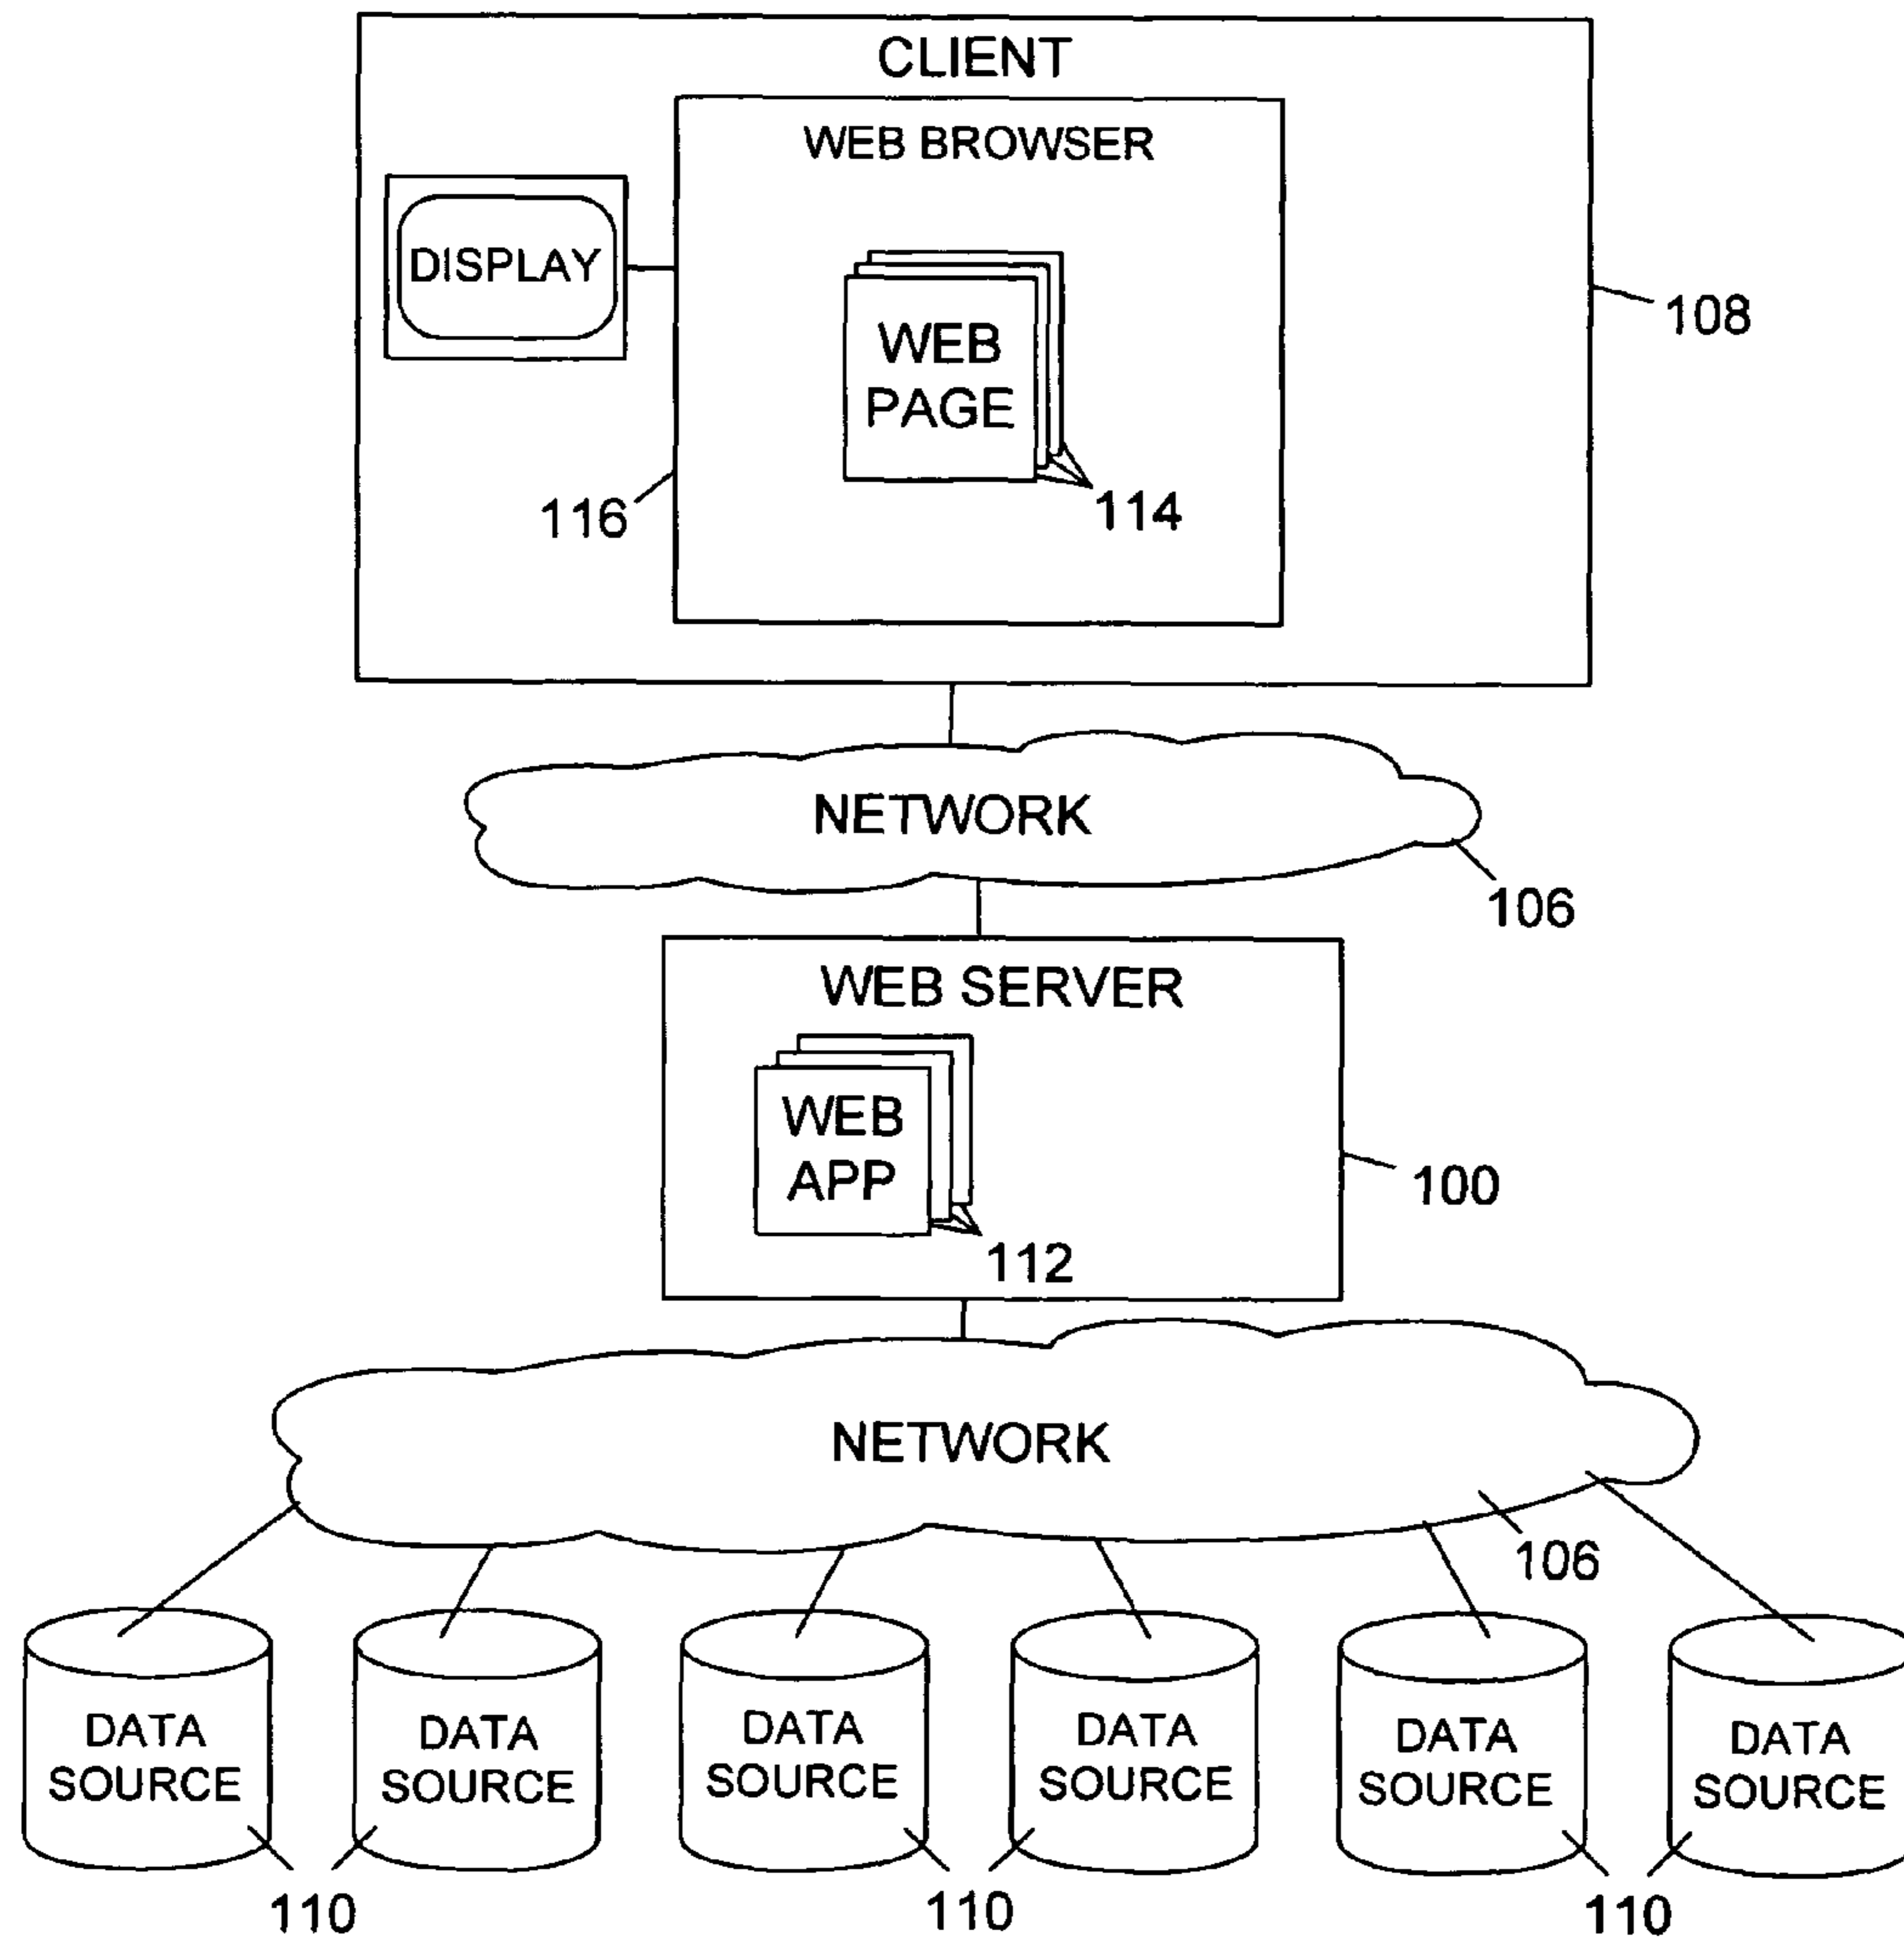 CLIENT
WEB BROWSER
DISPLAY
WEB
PAGE
108
116
114
NETWORK
106
WEB SERVER
WEB
APP
100
112
NETWORK
106
DATA
SOURCE
DATA
SOURCE
DATA
SOURCE
DATA
SOURCE
DATA
SOURCE
DATA
SOURCE
110
110
110